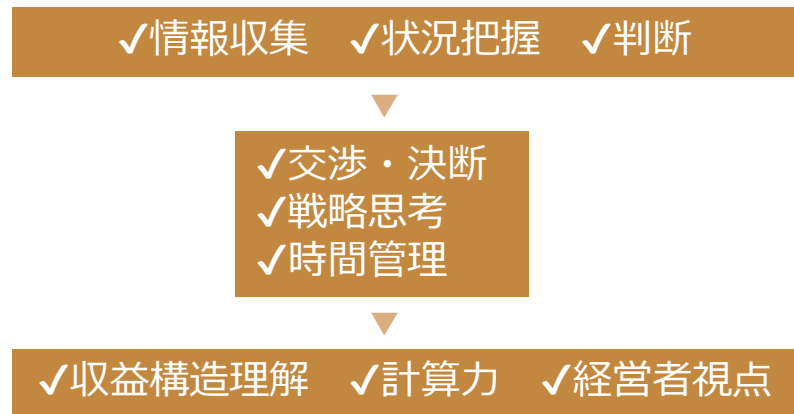 ✓情報収集 ✓状況把握 ✓判断
✓交渉・決断
✓戦略思考
✓時間管理
✓収益構造理解 ✓計算力 ✓経営者視点